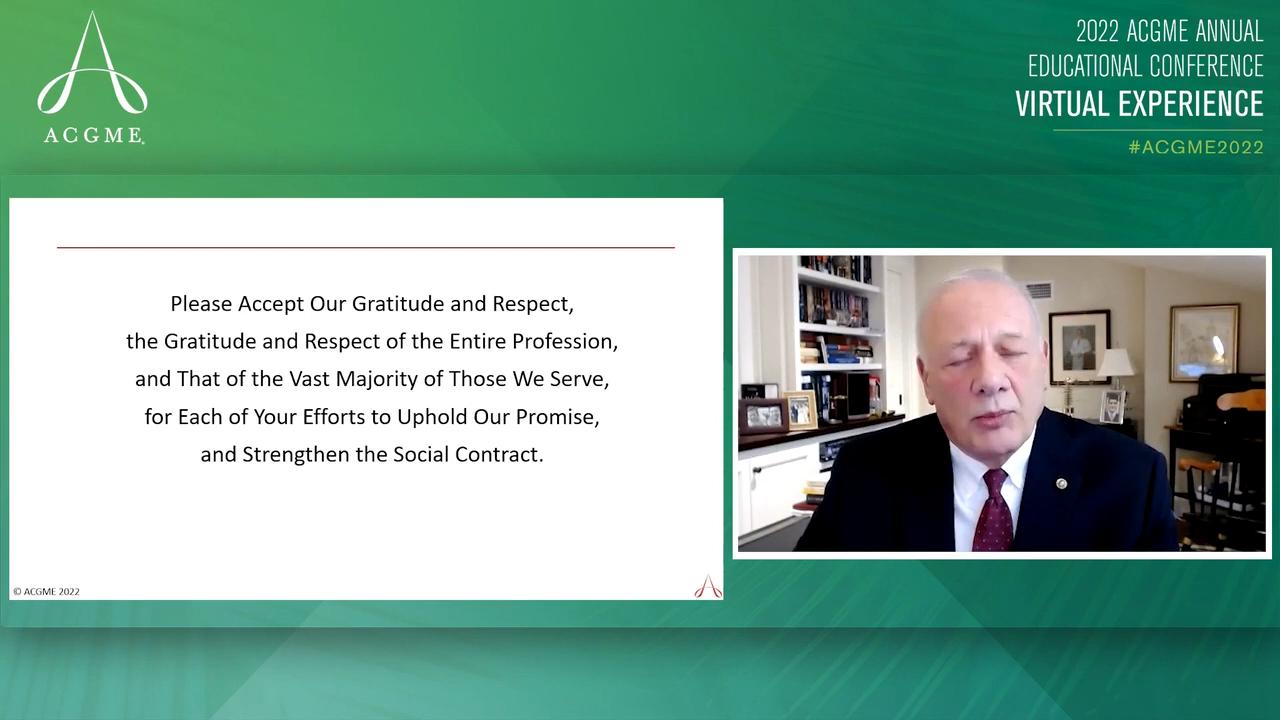 ACGME
2022 ACGME ANNUAL
EDUCATIONAL CONFERENCE
VIRTUAL EXPERIENCE
#ACGME2022
Please Accept Our Gratitude and Respect,
the Gratitude and Respect of the Entire Profession,
and That of the Vast Majority of Those We Serve,
for Each of Your Efforts to Uphold Our Promise,
and Strengthen the Social Contract.
© ACGME 2022